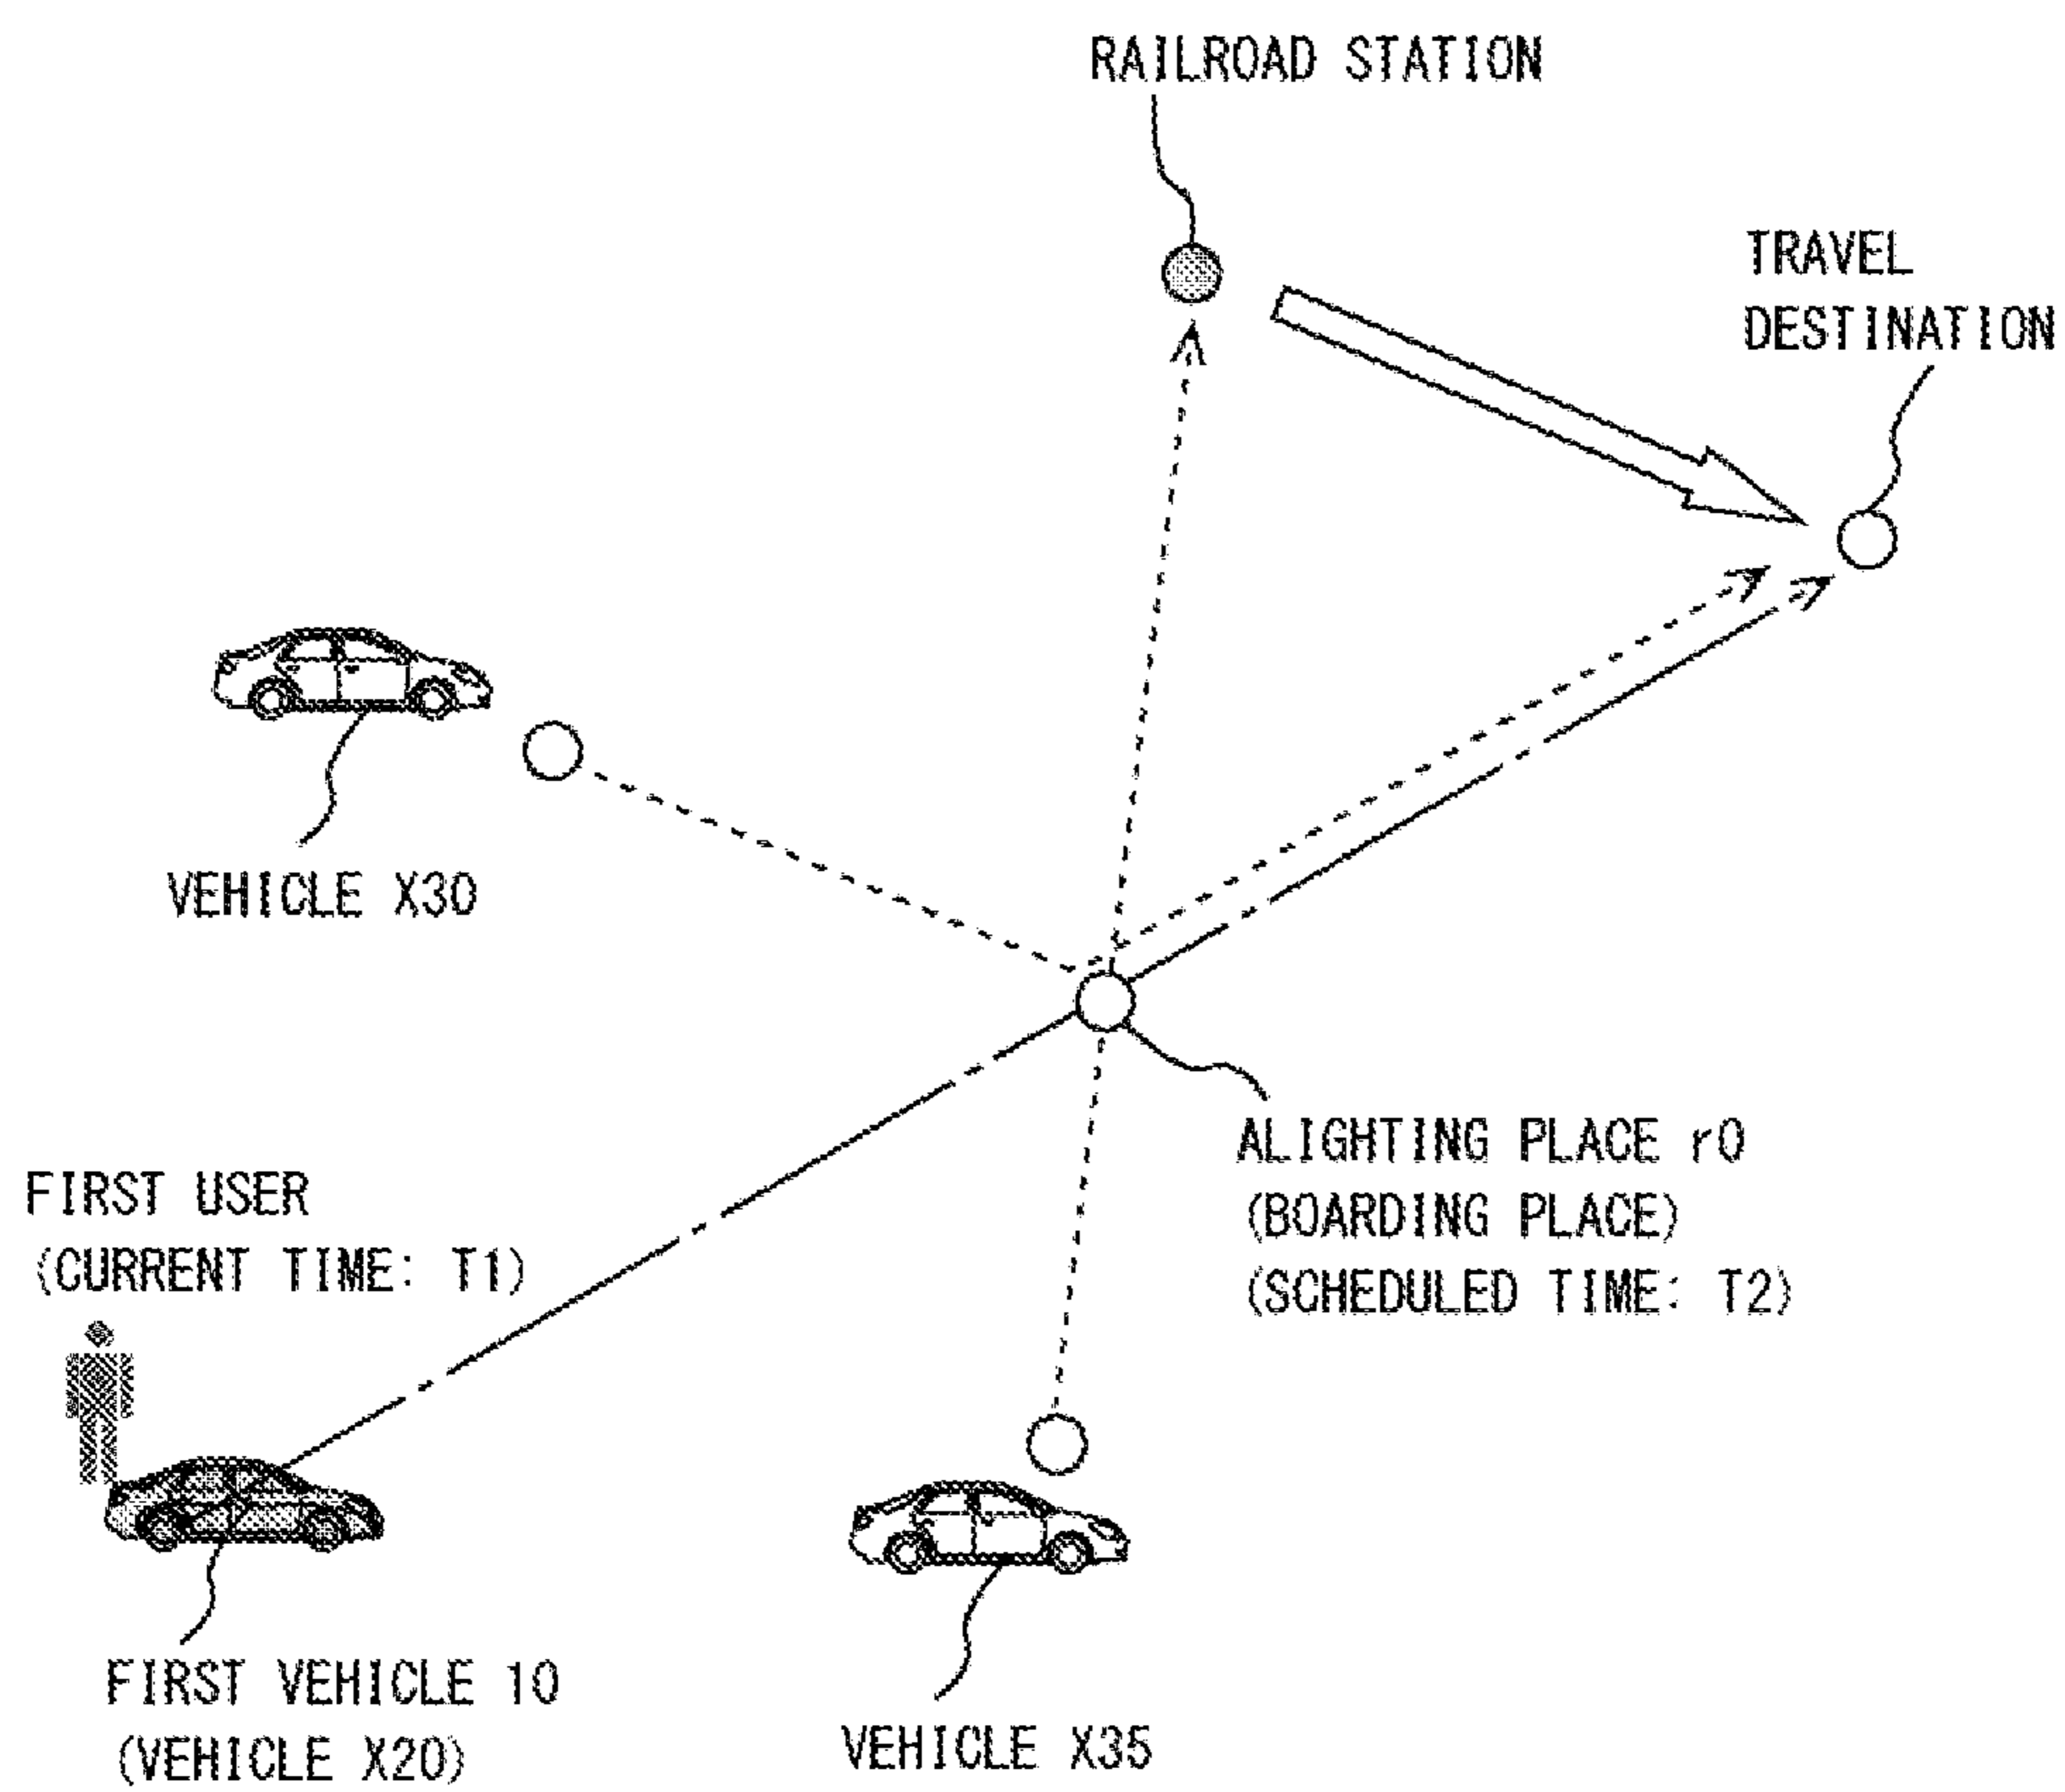 RAILROAD STATION
TRAVEL
DESTINATION
VEHICLE X30
ALIGHTING PLACE r0
(BOARDING PLACE)
(SCHEDULED TIME: T2)
FIRST USER
(CURRENT TIME: T1)
FIRST VEHICLE 10
(VEHICLE X20)
VEHICLE X35